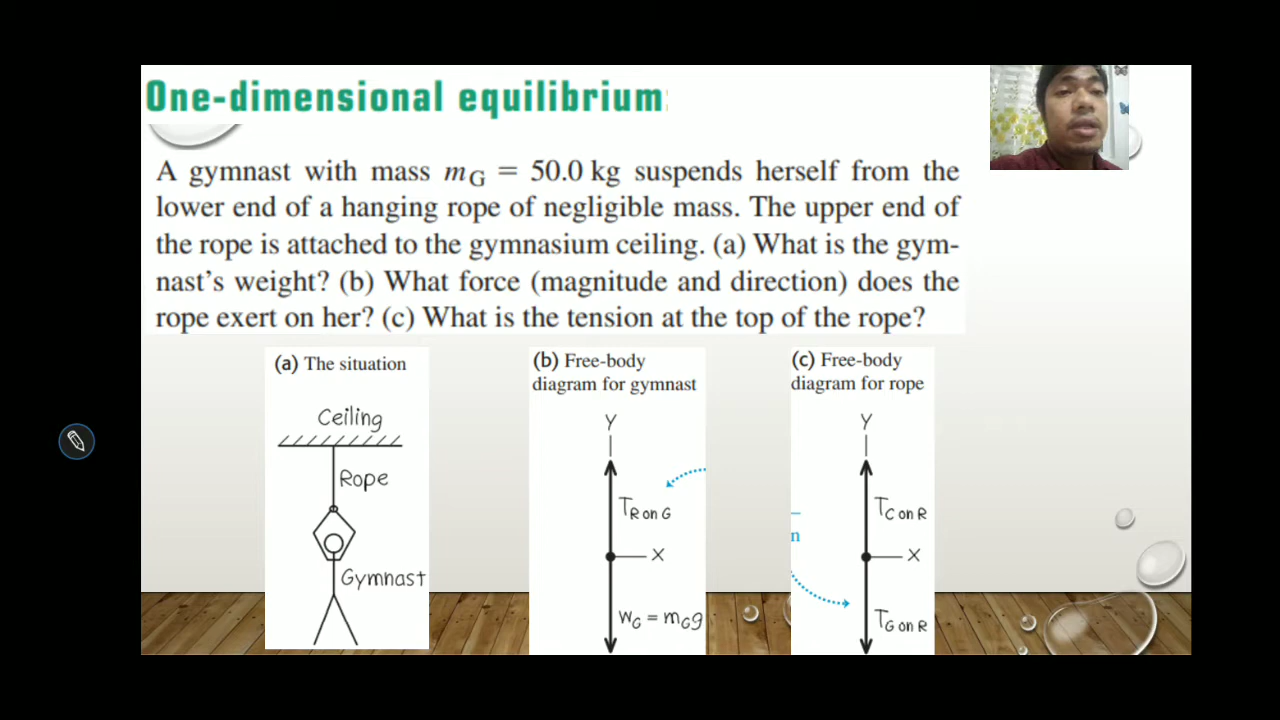 One-dimensional equilibrium
A gymnast with mass mG = 50.0 kg suspends herself from the
lower end of a hanging rope of negligible mass. The upper end of
the rope is attached to the gymnasium ceiling. (a) What is the gym-
nast's weight? (b) What force (magnitude and direction) does the
rope exert on her? (c) What is the tension at the top of the rope?
(a) The situation
Ceiling
Rope
Gymnast
(b) Free-body
diagram for gymnast
Y
TR on G
X
wG = mGg
(c) Free-body
diagram for rope
Y
TC on R
n
X
TG on R